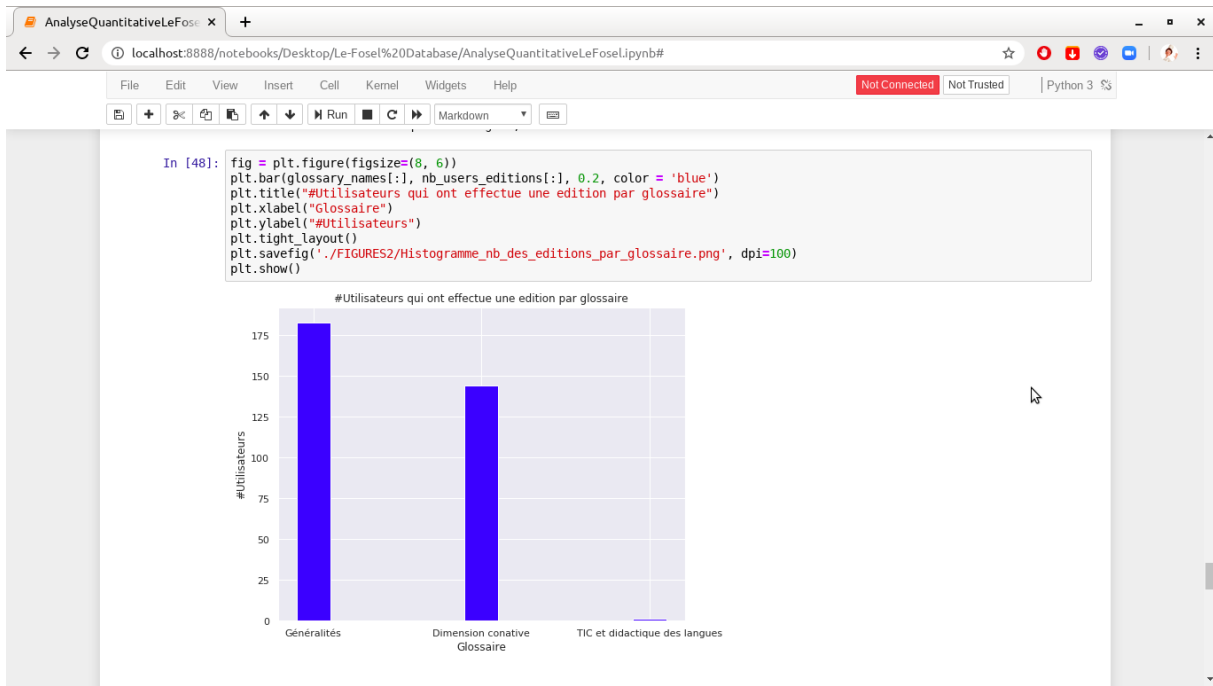 AnalyseQuantitativeLeFose
localhost:8888/notebooks/Desktop/Le-Fosel%20Database/AnalyseQuantitativeLeFosel.ipynb#
File Edit View Insert Cell Kernel Widgets Help Not Connected Not Trusted Python 3
Run Markdown
In [48]: fig = plt.figure(figsize=(8, 6))
plt.bar(glossary_names[:], nb_users_editions[:], 0.2, color = 'blue')
plt.title("#Utilisateurs qui ont effectue une edition par glossaire")
plt.xlabel("Glossaire")
plt.ylabel("#Utilisateurs")
plt.tight_layout()
plt.savefig('./FIGURES2/Histogramme_nb_des_editions_par_glossaire.png', dpi=100)
plt.show()
#Utilisateurs qui ont effectue une edition par glossaire
175
150
125
100
75
50
25
0
#Utilisateurs
Généralités Dimension conative TIC et didactique des langues
Glossaire